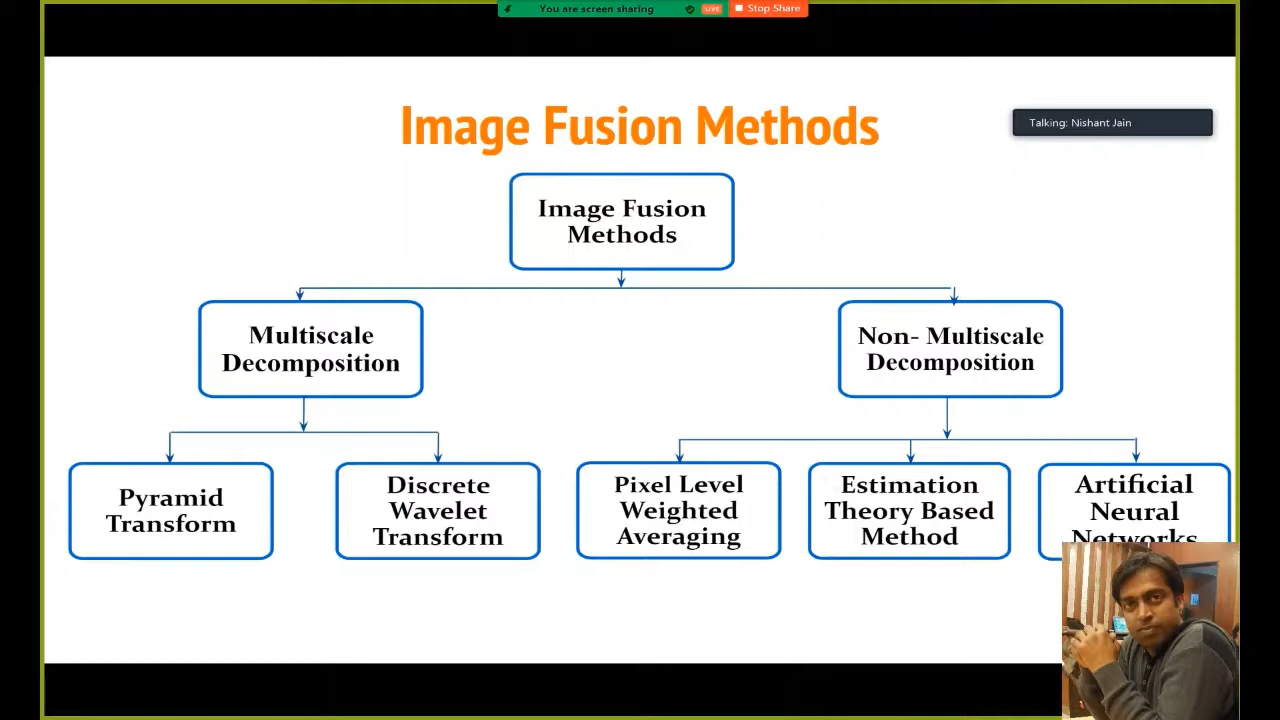 You are screen sharing
LIVE
Stop Share
Image Fusion Methods
Talking: Nishant Jain
Image Fusion
Methods
Multiscale
Decomposition
Non- Multiscale
Decomposition
Pyramid
Transform
Discrete
Wavelet
Transform
Pixel Level
Weighted
Averaging
Estimation
Theory Based
Method
Artificial
Neural
Networks